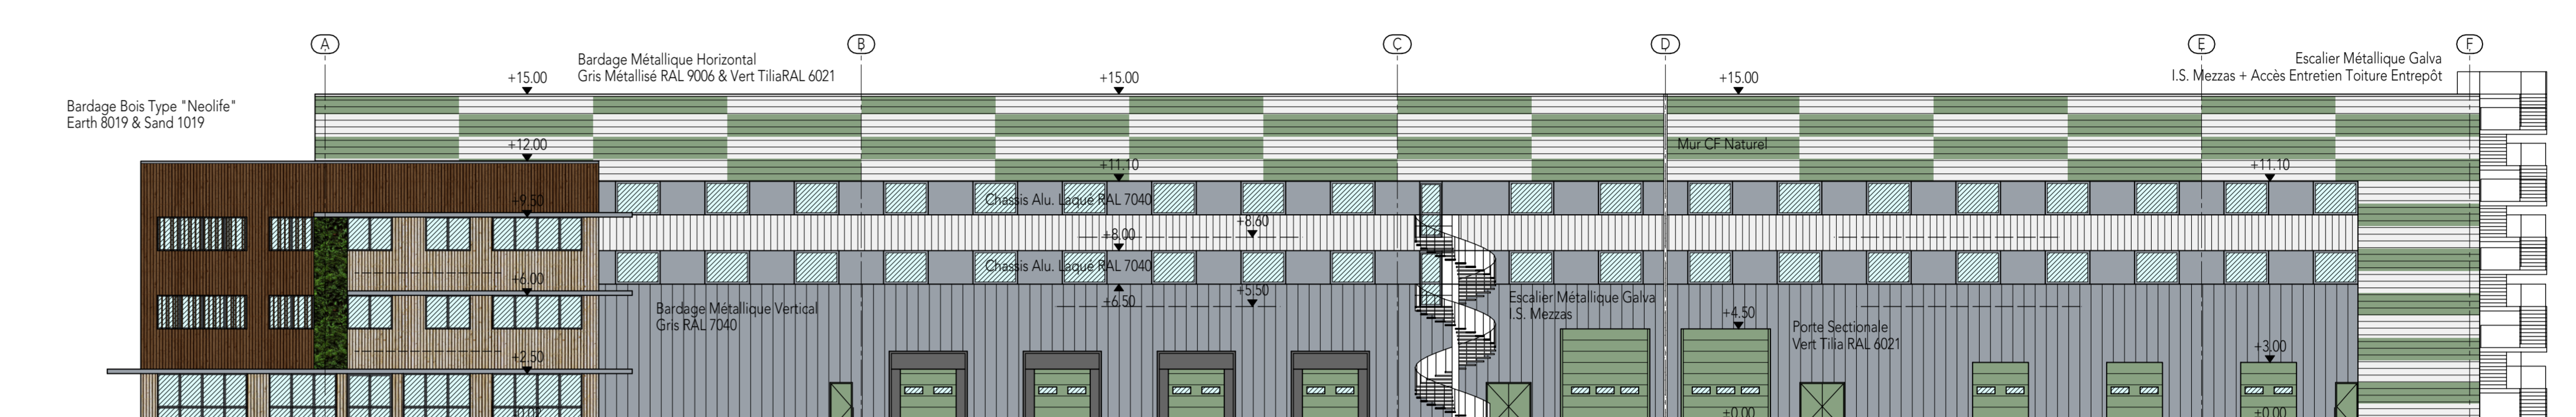 A
B
C
D
E
F
Bardage Métallique Horizontal
Gris Métallisé RAL 9006 & Vert TiliaRAL 6021
Escalier Métallique Galva
I.S. Mezzas + Accès Entretien Toiture Entrepôt
+15.00
+15.00
+15.00
Bardage Bois Type "Neolife"
Earth 8019 & Sand 1019
+12.00
Mur CF Naturel
+11.10
+11.10
+9.50
Chassis Alu. Laqué RAL 7040
+8.60
+8.00
Chassis Alu. Laqué RAL 7040
+6.00
+5.50
+6.50
Bardage Métallique Vertical
Gris RAL 7040
Escalier Métallique Galva
I.S. Mezzas
+4.50
Porte Sectionale
Vert Tilia RAL 6021
+3.00
+2.50
+0.00
+0.00